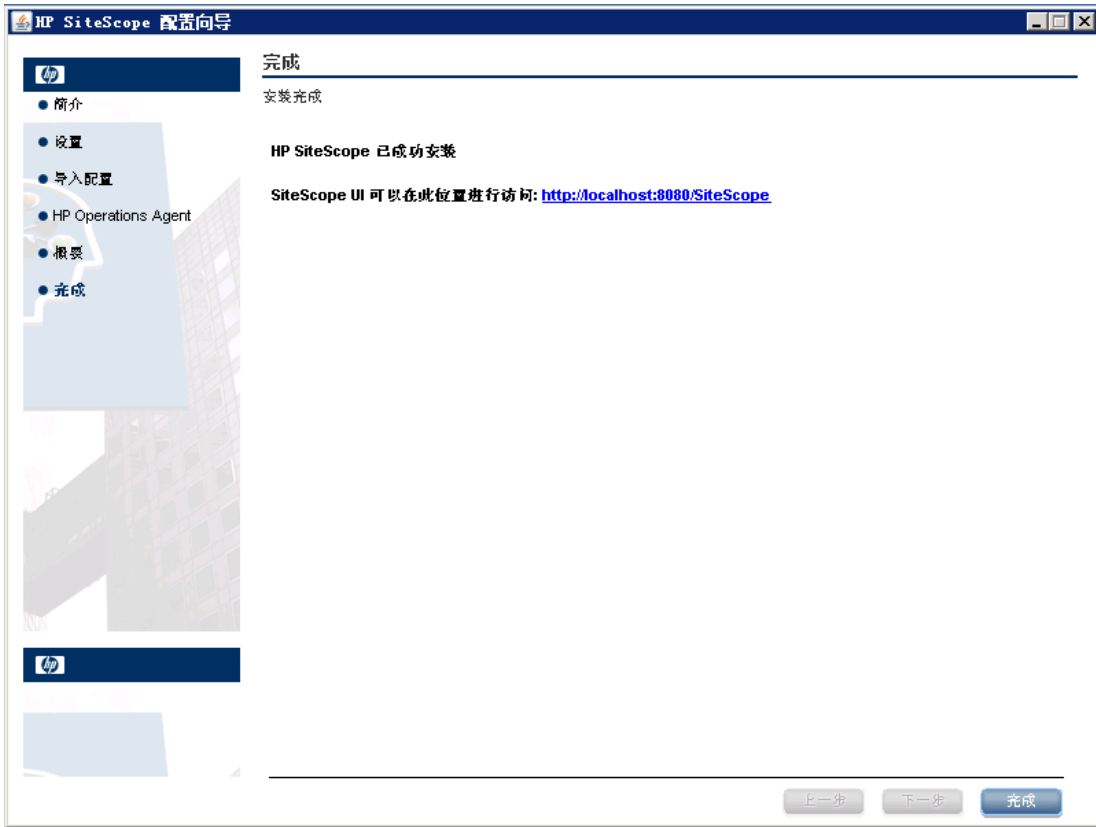 HP SiteScope 配置向导
hp
简介
设置
导入配置
HP Operations Agent
概要
完成
hp
完成
安装完成
HP SiteScope 已成功安装
SiteScope UI 可以在此位置进行访问: http://localhost:8080/SiteScope
上一步
下一步
完成